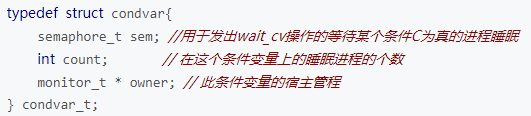 typedef struct condvar{
    semaphore_t sem; //用于发出wait_cv操作的等待某个条件C为真的进程睡眠
    int count;       // 在这个条件变量上的睡眠进程的个数
    monitor_t * owner; // 此条件变量的宿主管程
} condvar_t;